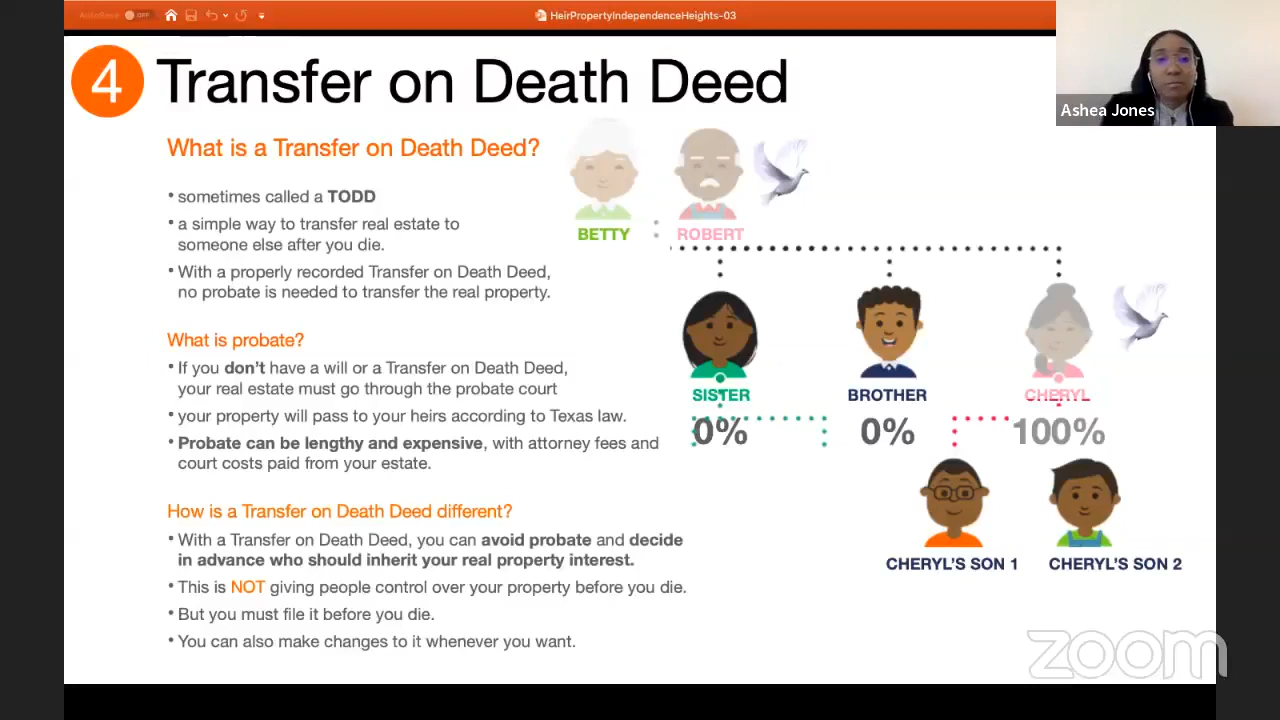 AutoSave OFF
HeirPropertyIndependenceHeights-03
4 Transfer on Death Deed
Ashea Jones
What is a Transfer on Death Deed?
• sometimes called a TODD
• a simple way to transfer real estate to
someone else after you die.
• With a properly recorded Transfer on Death Deed,
no probate is needed to transfer the real property.
What is probate?
• If you don't have a will or a Transfer on Death Deed,
your real estate must go through the probate court
• your property will pass to your heirs according to Texas law.
• Probate can be lengthy and expensive, with attorney fees and
court costs paid from your estate.
How is a Transfer on Death Deed different?
• With a Transfer on Death Deed, you can avoid probate and decide
in advance who should inherit your real property interest.
• This is NOT giving people control over your property before you die.
• But you must file it before you die.
• You can also make changes to it whenever you want.
BETTY ROBERT
SISTER BROTHER CHERYL
0% 0% 100%
CHERYL'S SON 1 CHERYL'S SON 2
zoom